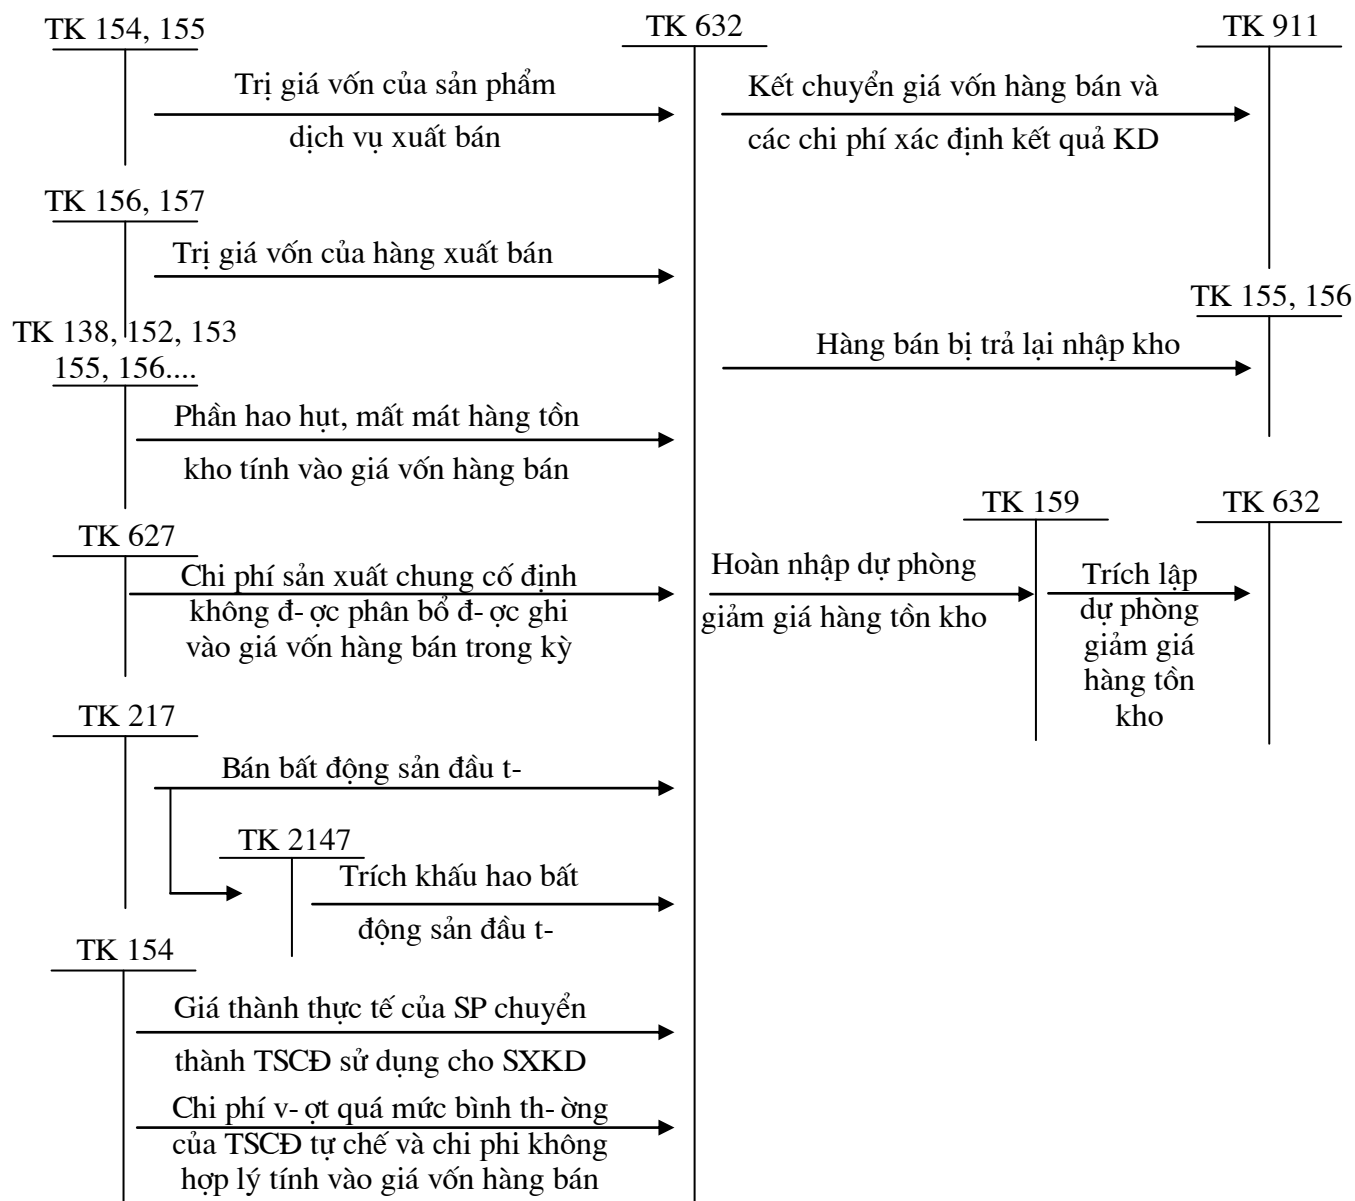 TK 154, 155
TK 632
TK 911
Trị giá vốn của sản phẩm
dịch vụ xuất bán
Kết chuyển giá vốn hàng bán và
các chi phí xác định kết quả KD
TK 156, 157
Trị giá vốn của hàng xuất bán
TK 155, 156
Hàng bán bị trả lại nhập kho
TK 138, 152, 153
155, 156....
Phần hao hụt, mất mát hàng tồn
kho tính vào giá vốn hàng bán
TK 159
TK 632
TK 627
Chi phí sản xuất chung cố định
không đ- ợc phân bổ đ- ợc ghi
vào giá vốn hàng bán trong kỳ
Hoàn nhập dự phòng
giảm giá hàng tồn kho
Trích lập
dự phòng
giảm giá
hàng tồn
kho
TK 217
Bán bất động sản đầu t-
TK 2147
Trích khấu hao bất
động sản đầu t-
TK 154
Giá thành thực tế của SP chuyển
thành TSCĐ sử dụng cho SXKD
Chi phí v- ợt quá mức bình th- ờng
của TSCĐ tự chế và chi phi không
hợp lý tính vào giá vốn hàng bán